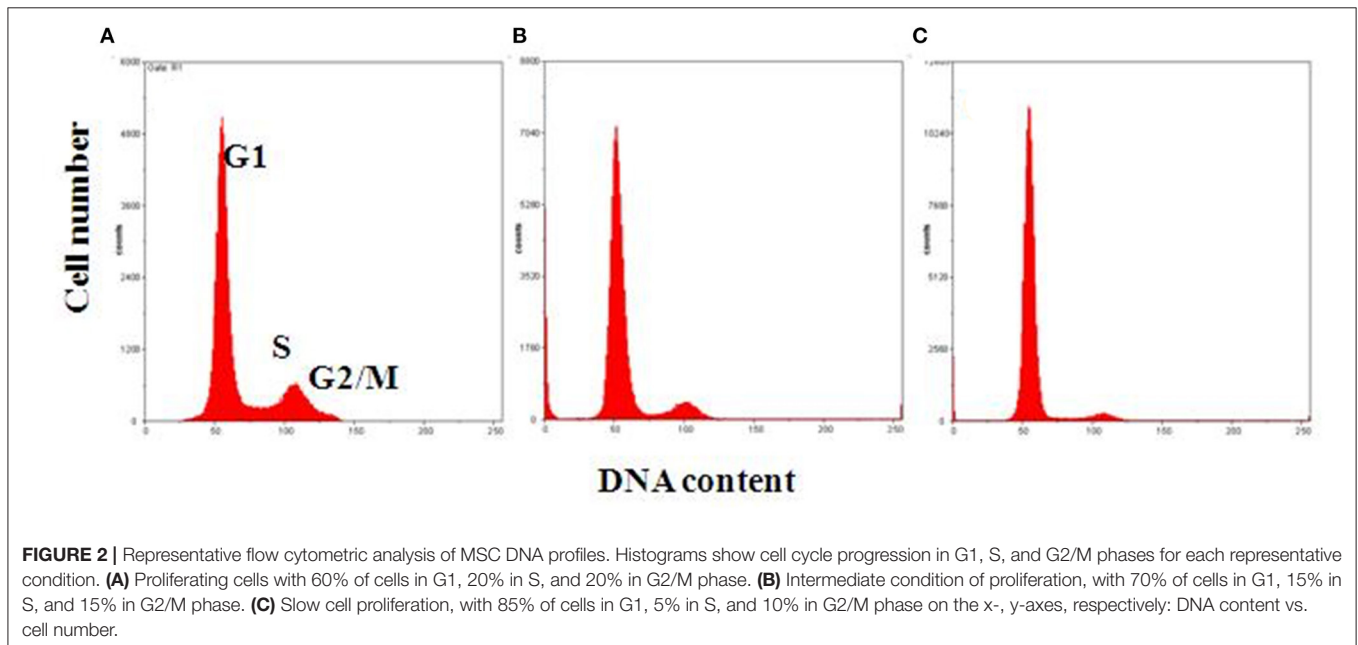 A
B
C
Cell number
6000
4800
3600
2400
1200
0
counts
Gate: R1
G1
S
G2/M
0
50
100
150
200
250
8800
7040
5280
3520
1760
0
counts
0
50
100
150
200
250
10240
7680
5120
2560
0
counts
0
50
100
150
200
250
DNA content
FIGURE 2 | Representative flow cytometric analysis of MSC DNA profiles. Histograms show cell cycle progression in G1, S, and G2/M phases for each representative
condition. (A) Proliferating cells with 60% of cells in G1, 20% in S, and 20% in G2/M phase. (B) Intermediate condition of proliferation, with 70% of cells in G1, 15% in
S, and 15% in G2/M phase. (C) Slow cell proliferation, with 85% of cells in G1, 5% in S, and 10% in G2/M phase on the x-, y-axes, respectively: DNA content vs.
cell number.